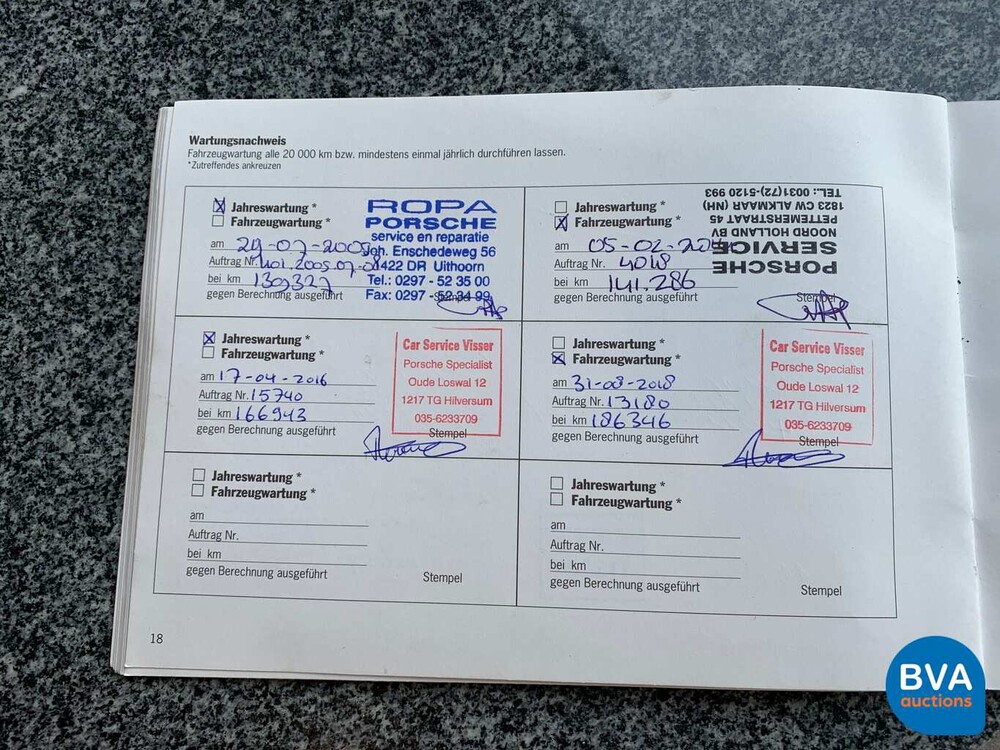 Wartungsnachweis
Fahrzeugwartung alle 20 000 km bzw. mindestens einmal jährlich durchführen lassen.
*Zutreffendes ankreuzen
Jahreswartung *
Fahrzeugwartung *
am
Auftrag Nr.
bei km 139327
gegen Berechnung ausgeführt
Stempel
ROPA
PORSCHE
service en reparatie
Joh. Enschedeweg 56
1422 DR Uithoorn
Tel.: 0297 - 52 35 00
Fax: 0297 - 52 34 99
Jahreswartung *
Fahrzeugwartung *
am 05-02-
Auftrag Nr. 4018
bei km 141.286
gegen Berechnung ausgeführt
Stempel
PORSCHE
SERVICE
NOORD HOLLAND BV
PETTEMERSTRAAT 45
1823 CW ALKMAAR (NH)
TEL.: 0031(72)-5120 993
Jahreswartung *
Fahrzeugwartung *
am 17-04-2016
Auftrag Nr. 15740
bei km 166943
gegen Berechnung ausgeführt
Stempel
Car Service Visser
Porsche Specialist
Oude Loswal 12
1217 TG Hilversum
035-6233709
Jahreswartung *
Fahrzeugwartung *
am 31-08-2018
Auftrag Nr. 13180
bei km 186346
gegen Berechnung ausgeführt
Stempel
Car Service Visser
Porsche Specialist
Oude Loswal 12
1217 TG Hilversum
035-6233709
Jahreswartung *
Fahrzeugwartung *
am
Auftrag Nr.
bei km
gegen Berechnung ausgeführt
Stempel
Jahreswartung *
Fahrzeugwartung *
am
Auftrag Nr.
bei km
gegen Berechnung ausgeführt
Stempel
18
BVA
auctions